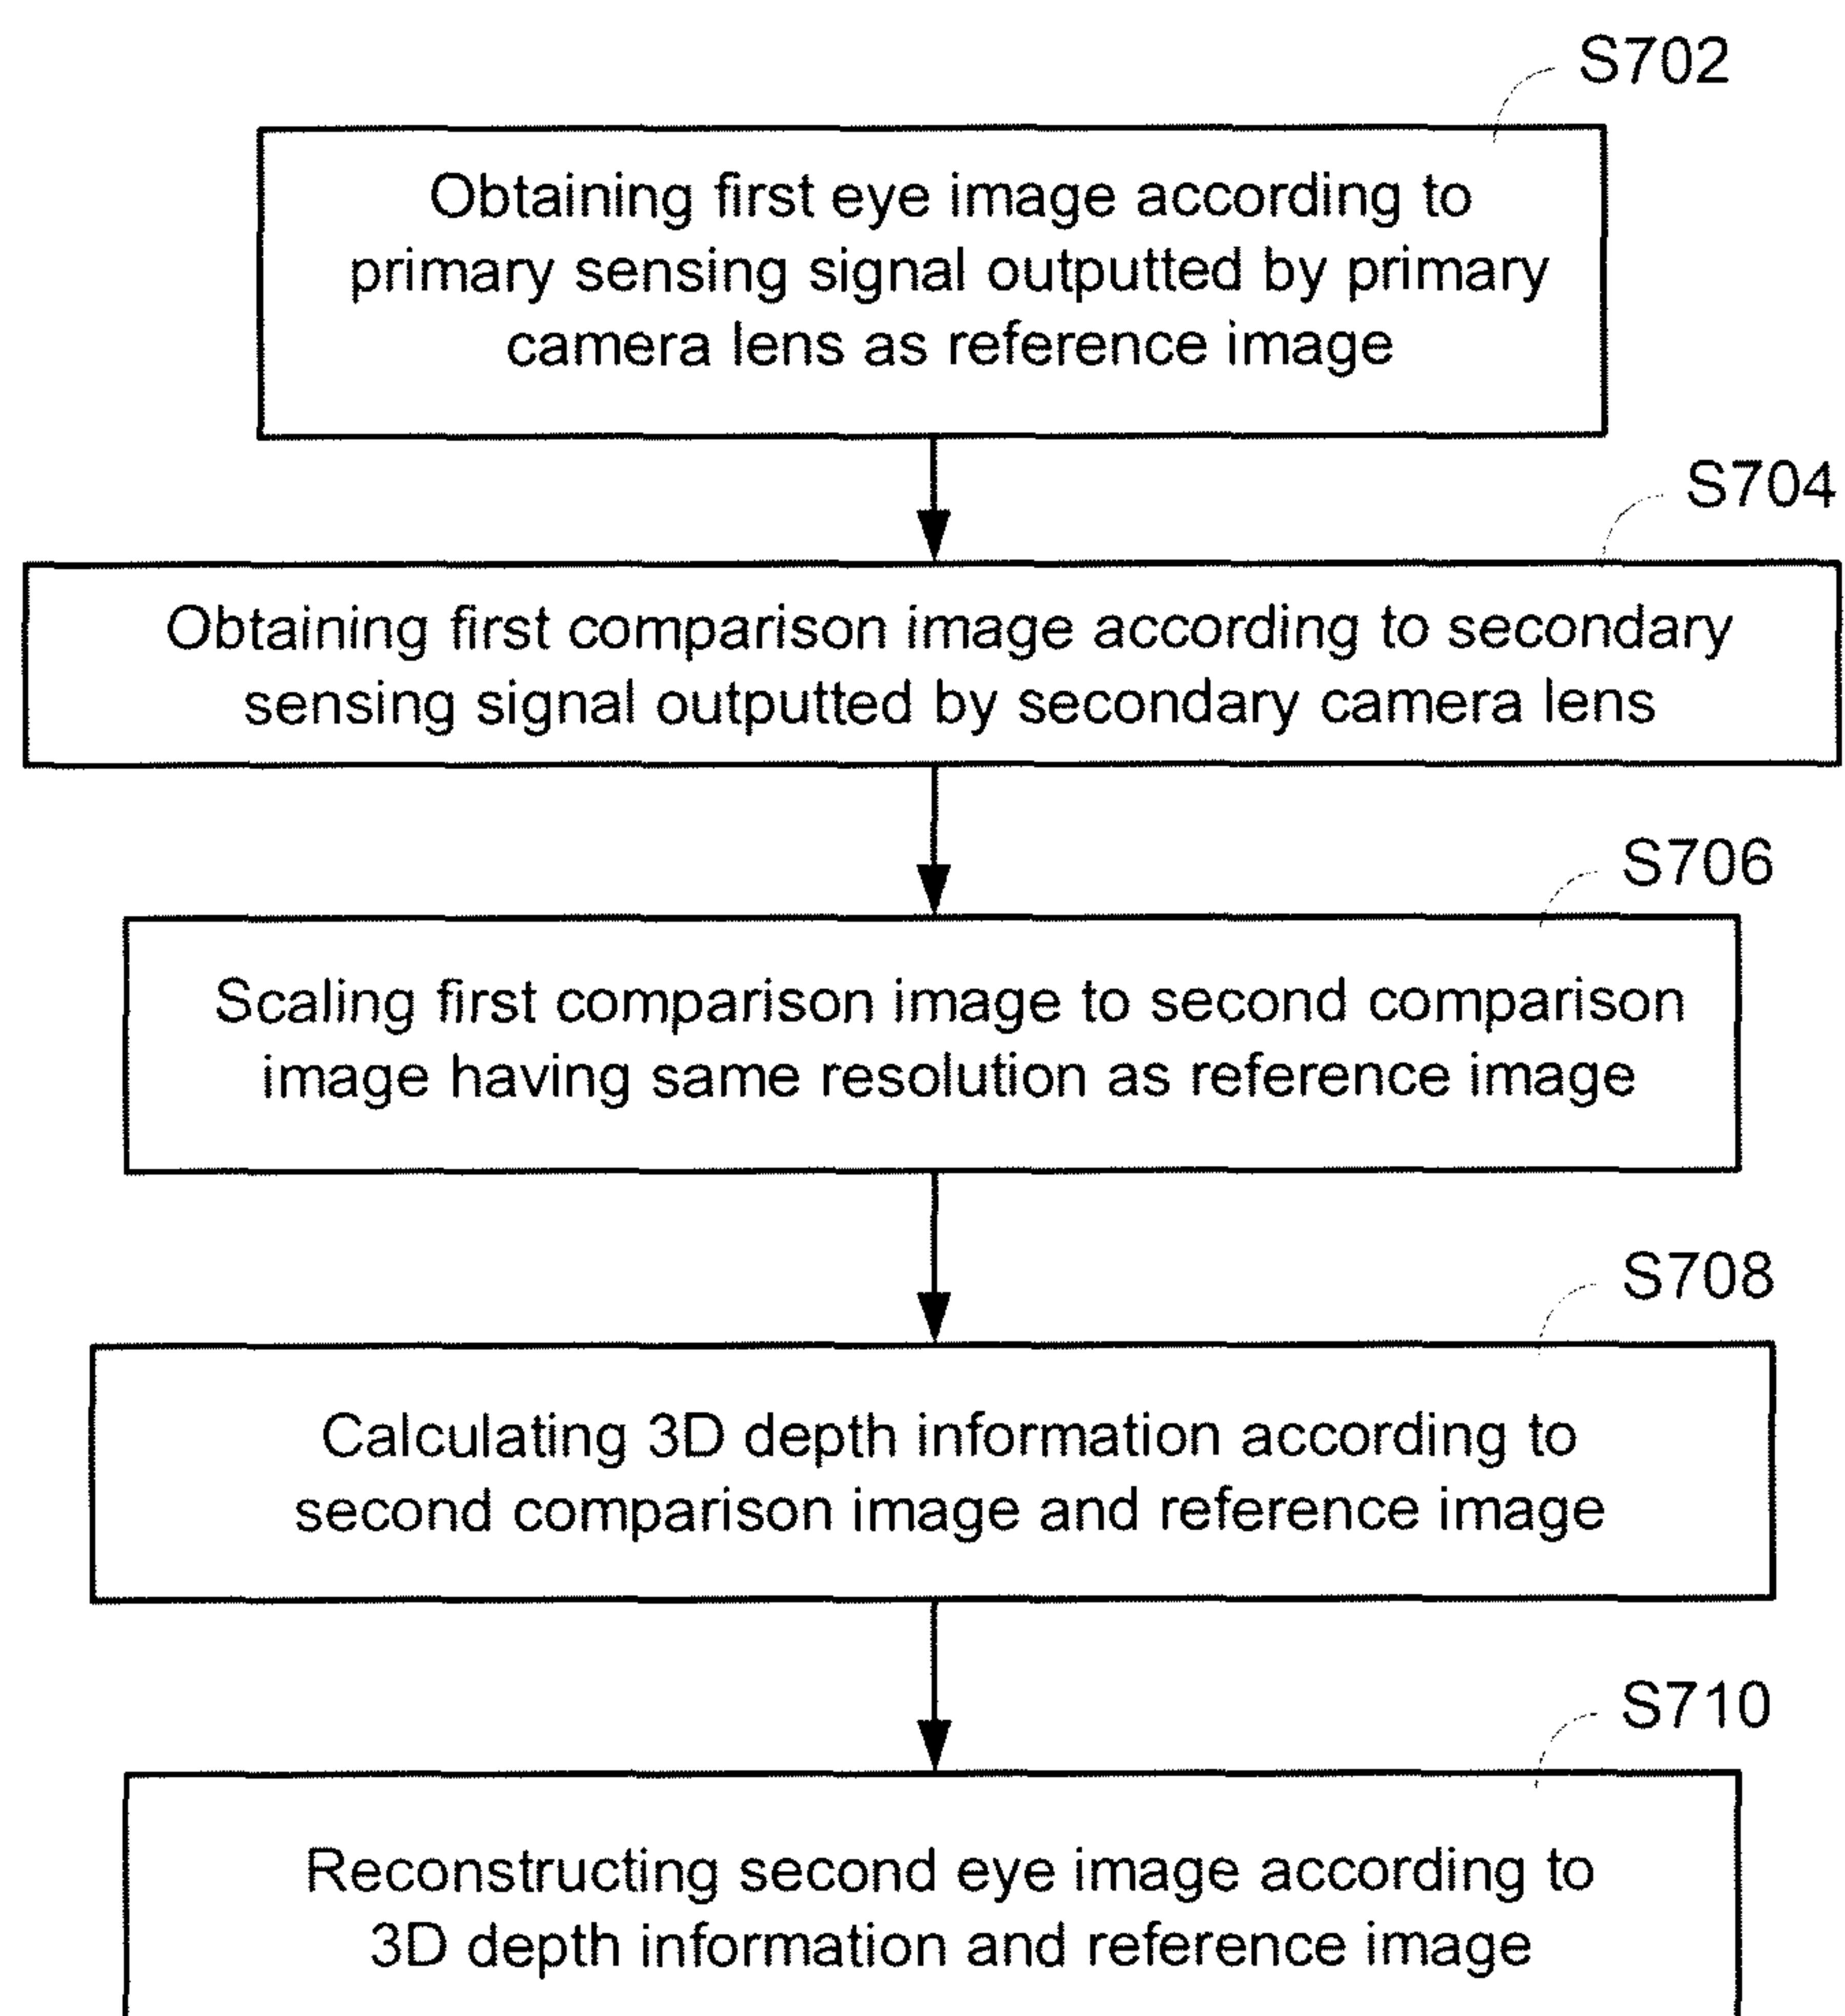 S702
Obtaining first eye image according to
primary sensing signal outputted by primary
camera lens as reference image
S704
Obtaining first comparison image according to secondary
sensing signal outputted by secondary camera lens
S706
Scaling first comparison image to second comparison
image having same resolution as reference image
S708
Calculating 3D depth information according to
second comparison image and reference image
S710
Reconstructing second eye image according to
3D depth information and reference image